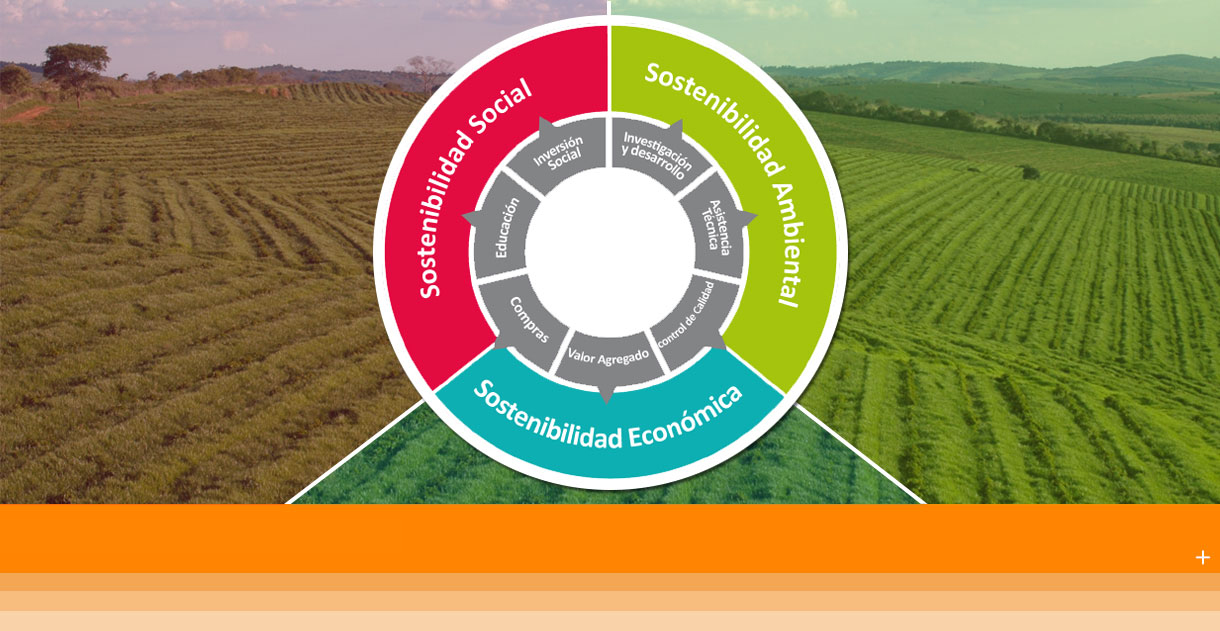 Sostenibilidad Social
Sostenibilidad Ambiental
Sostenibilidad Económica
Inversión
Social
Investigación
y desarrollo
Asistencia
Técnica
control de Calidad
Valor Agregado
Compras
Educación
+